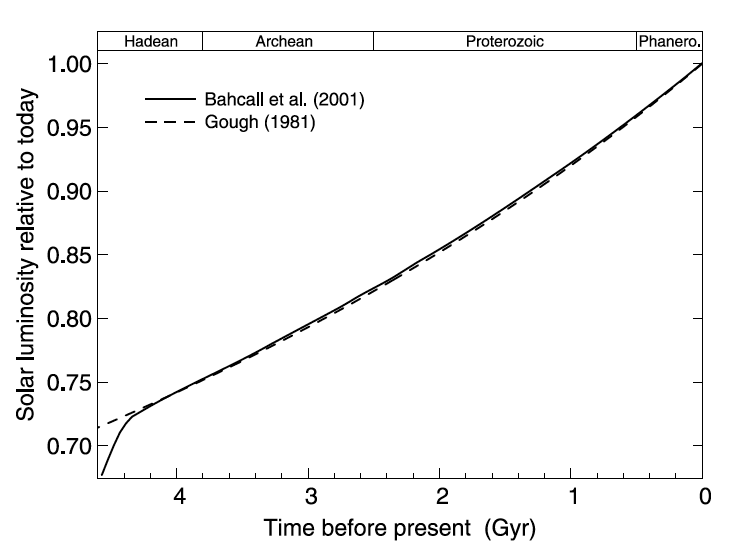 Hadean Archean Proterozoic Phanero.
1.00
Bahcall et al. (2001)
Gough (1981)
0.95
0.90
0.85
0.80
0.75
0.70
Solar luminosity relative to today
4 3 2 1 0
Time before present (Gyr)